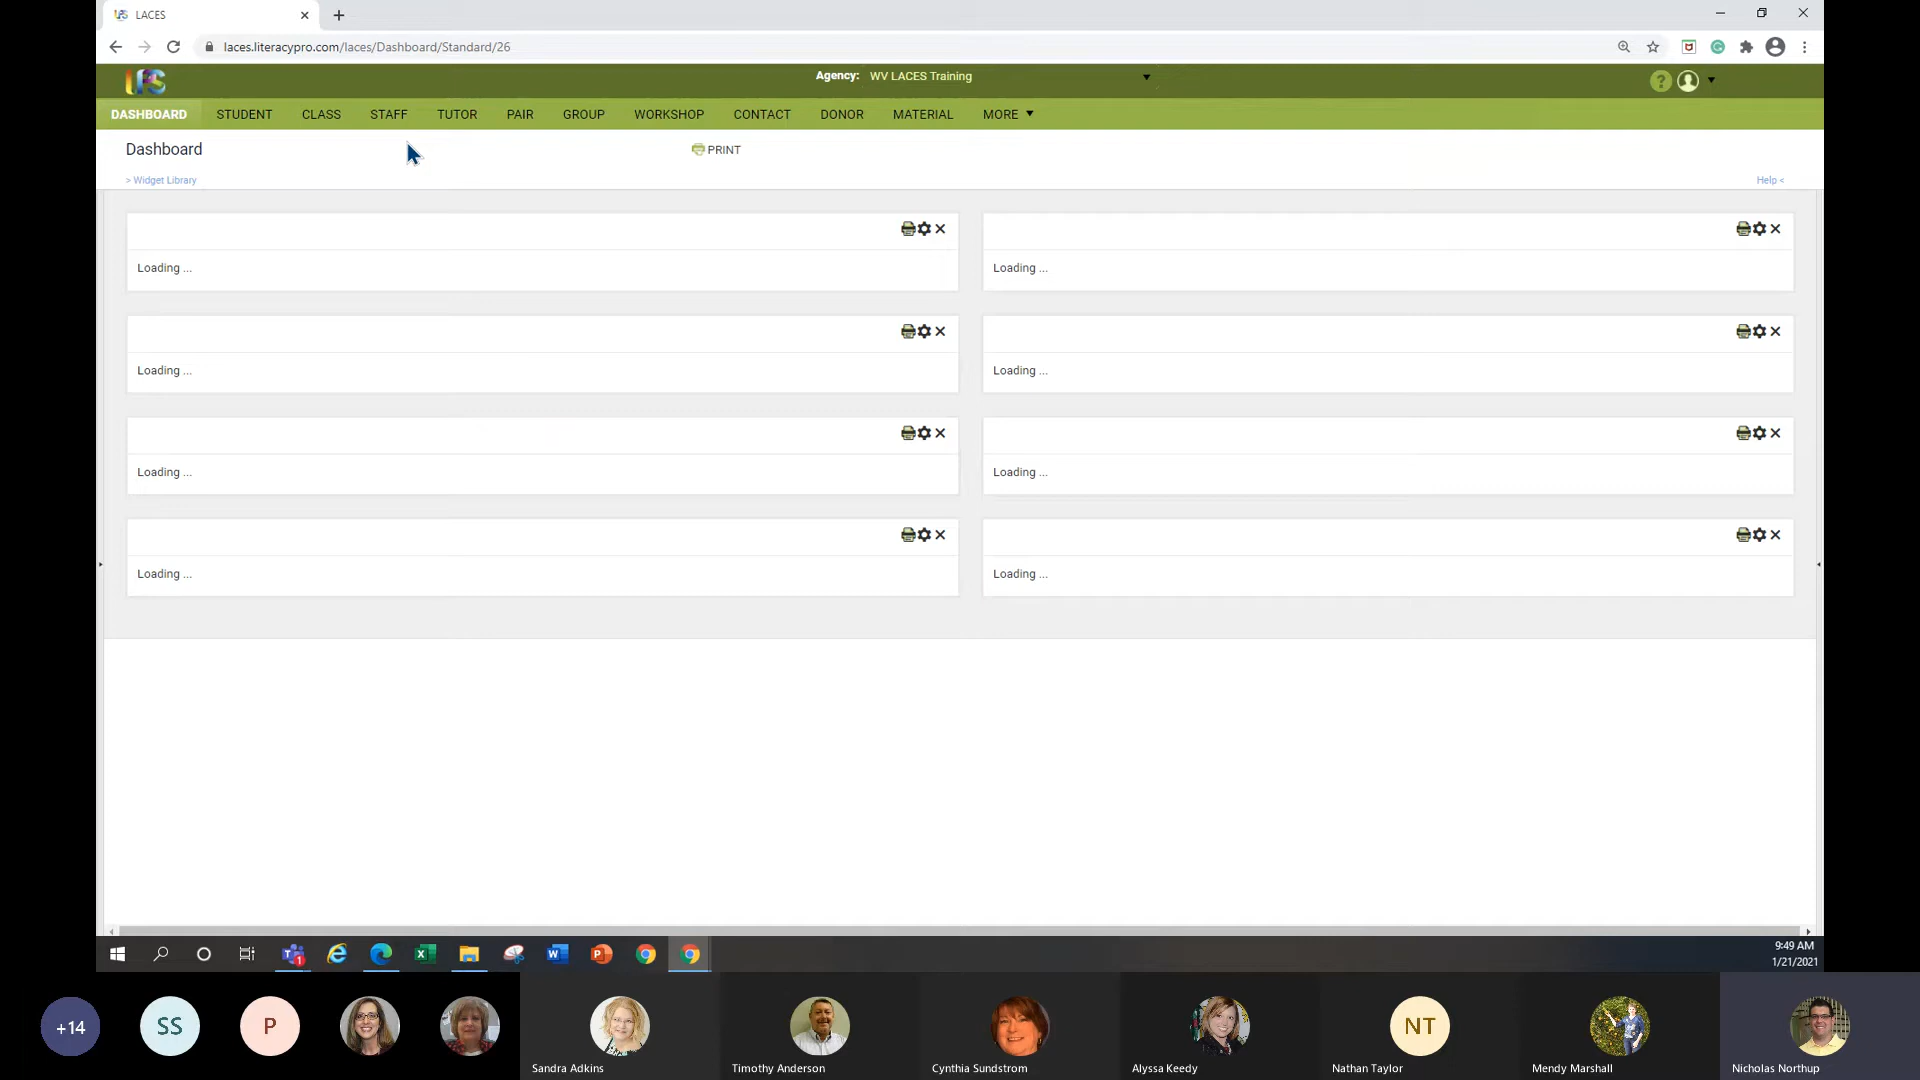 LACES
laces.literacypro.com/laces/Dashboard/Standard/26
LPS
Agency: WV LACES Training
?
DASHBOARD STUDENT CLASS STAFF TUTOR PAIR GROUP WORKSHOP CONTACT DONOR MATERIAL MORE
Dashboard
PRINT
> Widget Library
Help <
Loading ...
Loading ...
Loading ...
Loading ...
Loading ...
Loading ...
Loading ...
Loading ...
9:49 AM
1/21/2021
+14
SS
P
NT
Sandra Adkins
Timothy Anderson
Cynthia Sundstrom
Alyssa Keedy
Nathan Taylor
Mendy Marshall
Nicholas Northup